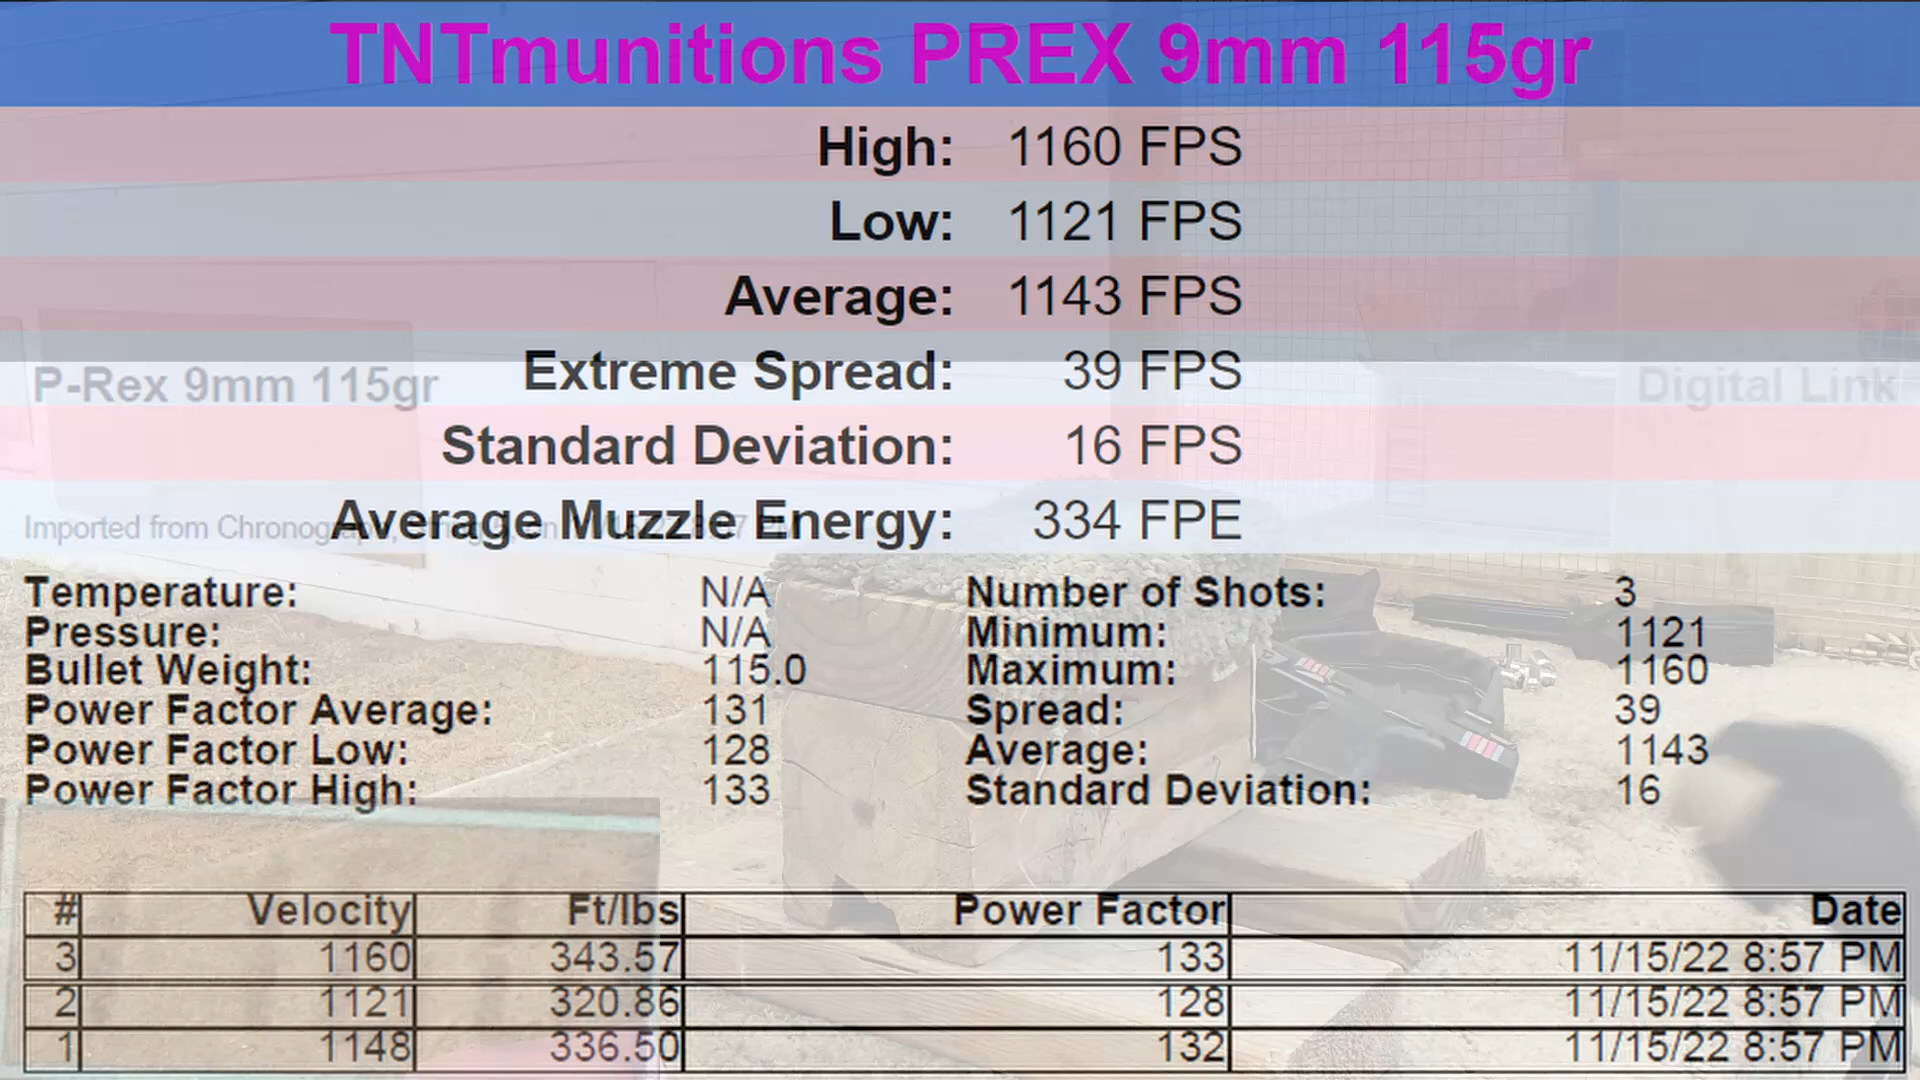 TNTmunitions PREX 9mm 115gr
High: 1160 FPS
Low: 1121 FPS
Average: 1143 FPS
Extreme Spread: 39 FPS
P-Rex 9mm 115gr
Digital Link
Standard Deviation: 16 FPS
Average Muzzle Energy: 334 FPE
Imported from Chronograph,
Temperature: N/A Number of Shots: 3
Pressure: N/A Minimum: 1121
Bullet Weight: 115.0 Maximum: 1160
Power Factor Average: 131 Spread: 39
Power Factor Low: 128 Average: 1143
Power Factor High: 133 Standard Deviation: 16
# Velocity Ft/lbs Power Factor Date
3 1160 343.57 133 11/15/22 8:57 PM
2 1121 320.86 128 11/15/22 8:57 PM
1 1148 336.50 132 11/15/22 8:57 PM